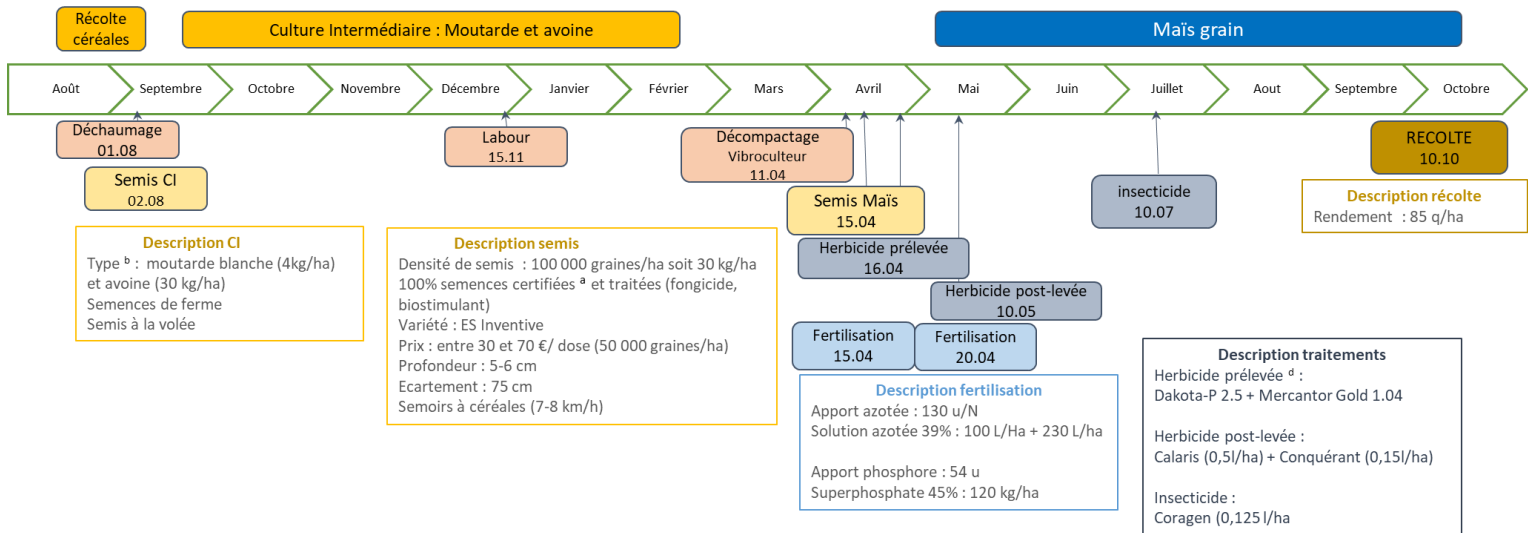 Récolte
céréales
Culture Intermédiaire : Moutarde et avoine
Maïs grain
Août
Septembre
Octobre
Novembre
Décembre
Janvier
Février
Mars
Avril
Mai
Juin
Juillet
Aout
Septembre
Octobre
Déchaumage
01.08
Semis CI
02.08
Labour
15.11
Décompactage
Vibroculteur
11.04
Semis Maïs
15.04
Herbicide prélevée
16.04
Herbicide post-levée
10.05
Fertilisation
15.04
Fertilisation
20.04
insecticide
10.07
RECOLTE
10.10
Description CI
Type ᵇ : moutarde blanche (4kg/ha)
et avoine (30 kg/ha)
Semences de ferme
Semis à la volée
Description semis
Densité de semis : 100 000 graines/ha soit 30 kg/ha
100% semences certifiées ᵃ et traitées (fongicide,
biostimulant)
Variété : ES Inventive
Prix : entre 30 et 70 €/ dose (50 000 graines/ha)
Profondeur : 5-6 cm
Ecartement : 75 cm
Semoirs à céréales (7-8 km/h)
Description fertilisation
Apport azotée : 130 u/N
Solution azotée 39% : 100 L/Ha + 230 L/ha
Apport phosphore : 54 u
Superphosphate 45% : 120 kg/ha
Description traitements
Herbicide prélevée ᵈ :
Dakota-P 2.5 + Mercantor Gold 1.04
Herbicide post-levée :
Calaris (0,5l/ha) + Conquérant (0,15l/ha)
Insecticide :
Coragen (0,125 l/ha
Description récolte
Rendement : 85 q/ha